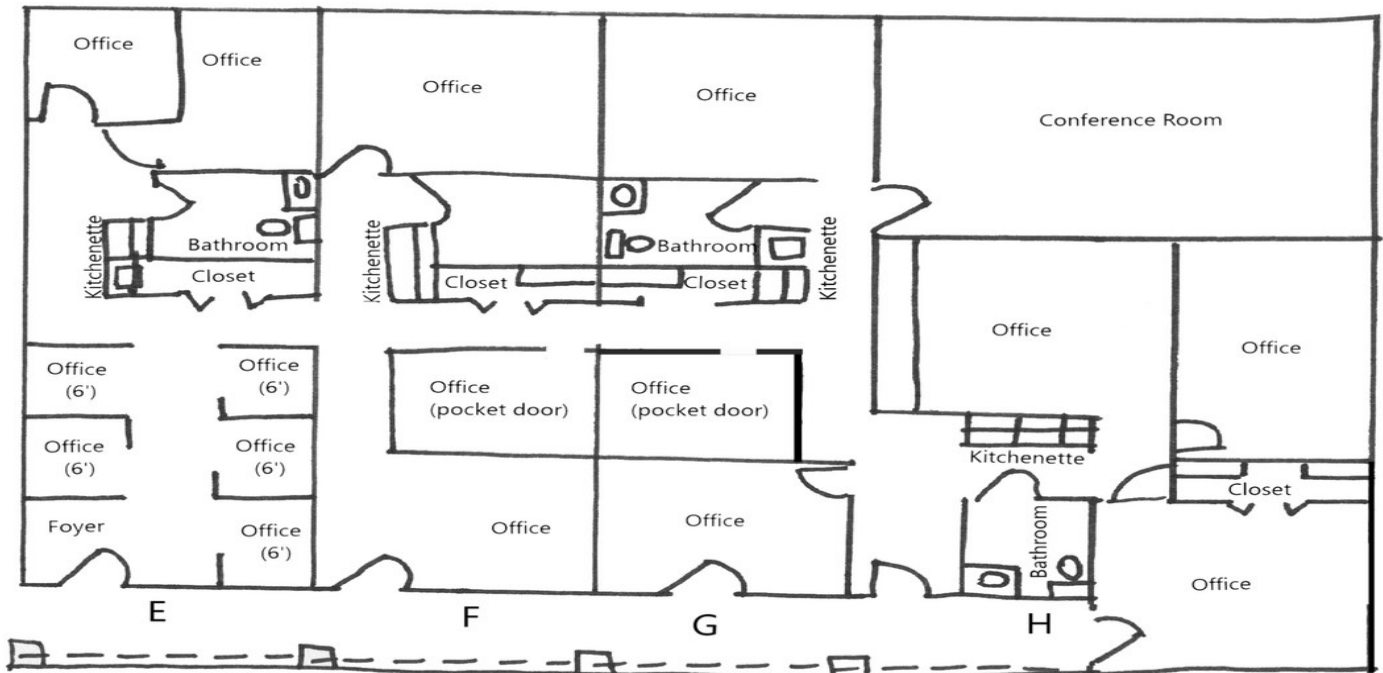 Office
Office
Office
Office
Conference Room
Kitchenette
Bathroom
Closet
Kitchenette
Closet
Bathroom
Closet
Kitchenette
Office
Office
Office
(6')
Office
(6')
Office
(pocket door)
Office
(pocket door)
Office
(6')
Office
(6')
Kitchenette
Closet
Foyer
Office
(6')
Office
Office
Bathroom
Office
E
F
G
H